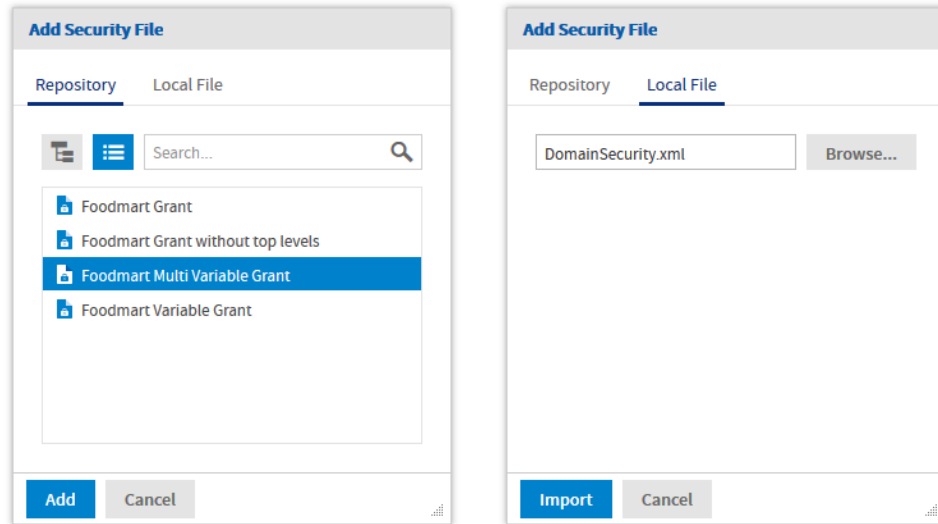 Add Security File
Repository Local File
Search...
Foodmart Grant
Foodmart Grant without top levels
Foodmart Multi Variable Grant
Foodmart Variable Grant
Add Cancel
Add Security File
Repository Local File
DomainSecurity.xml Browse...
Import Cancel